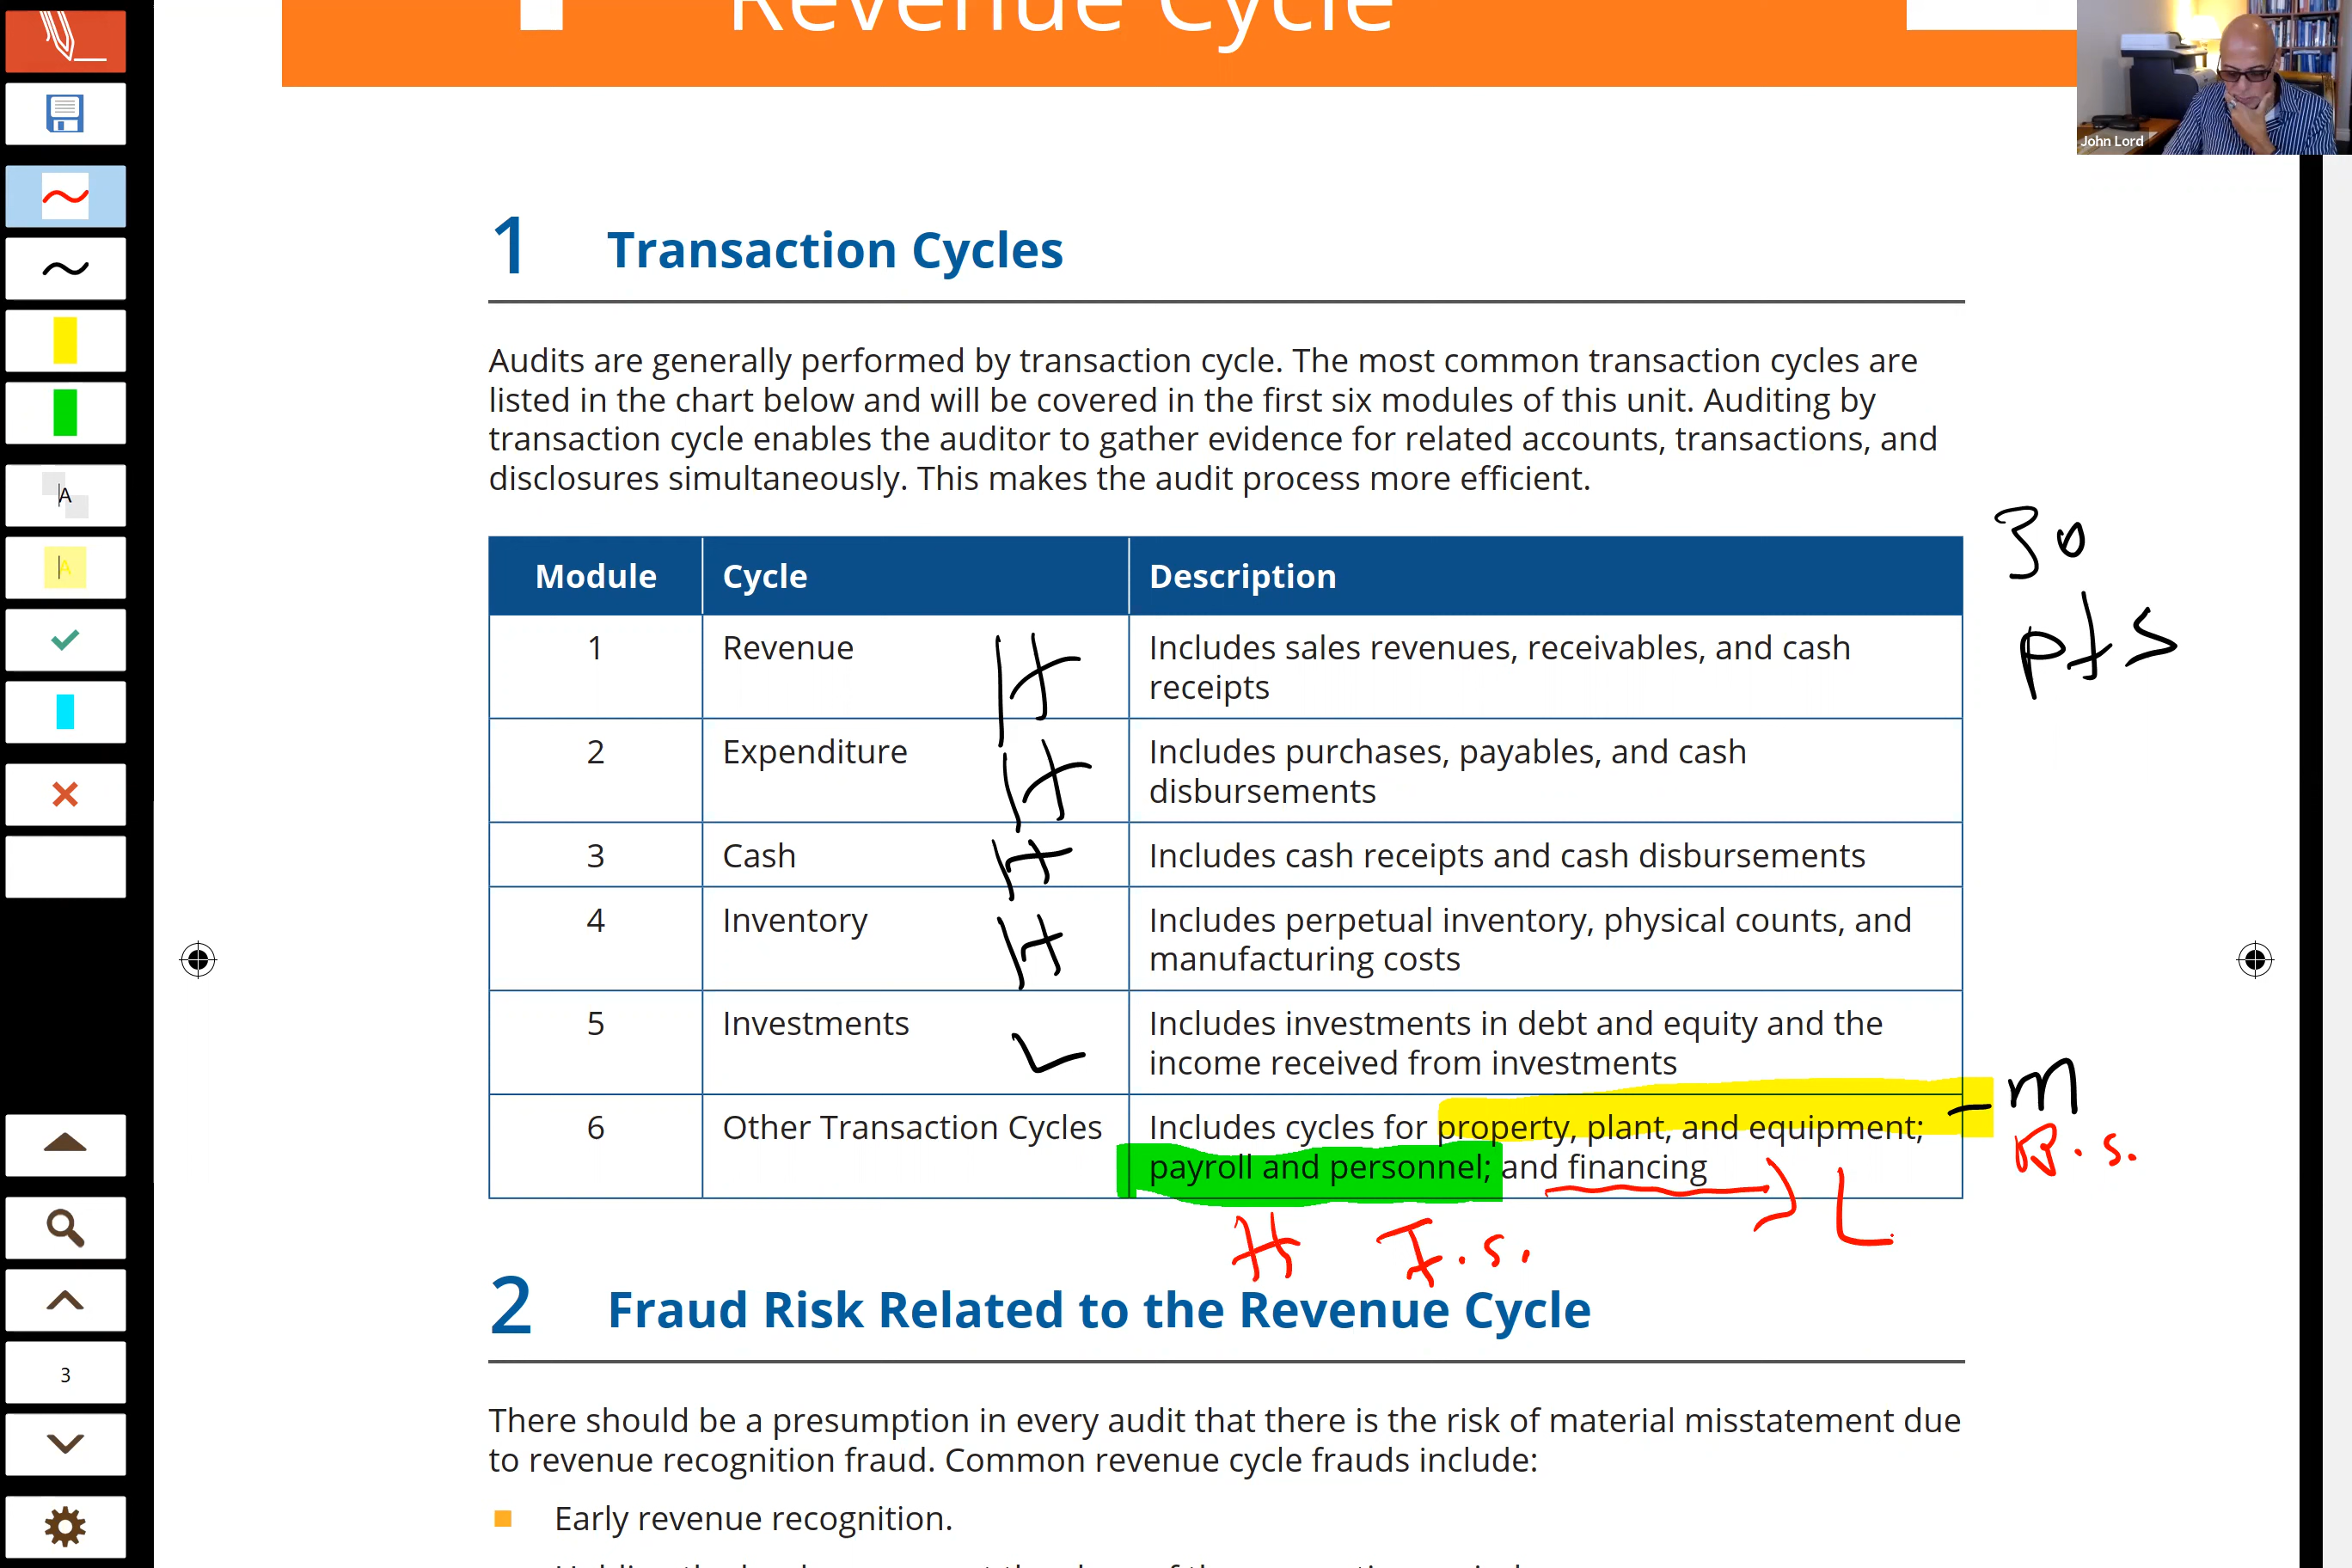 Revenue Cycle
John Lord
1 Transaction Cycles
Audits are generally performed by transaction cycle. The most common transaction cycles are
listed in the chart below and will be covered in the first six modules of this unit. Auditing by
transaction cycle enables the auditor to gather evidence for related accounts, transactions, and
disclosures simultaneously. This makes the audit process more efficient.
30
pts
Module Cycle Description
1 Revenue H Includes sales revenues, receivables, and cash
receipts
2 Expenditure H Includes purchases, payables, and cash
disbursements
3 Cash H Includes cash receipts and cash disbursements
4 Inventory H Includes perpetual inventory, physical counts, and
manufacturing costs
5 Investments L Includes investments in debt and equity and the
income received from investments
6 Other Transaction Cycles Includes cycles for property, plant, and equipment; - M
payroll and personnel; and financing
B.S.
H I.S. L
2 Fraud Risk Related to the Revenue Cycle
There should be a presumption in every audit that there is the risk of material misstatement due
to revenue recognition fraud. Common revenue cycle frauds include:
Early revenue recognition.
A
A
3